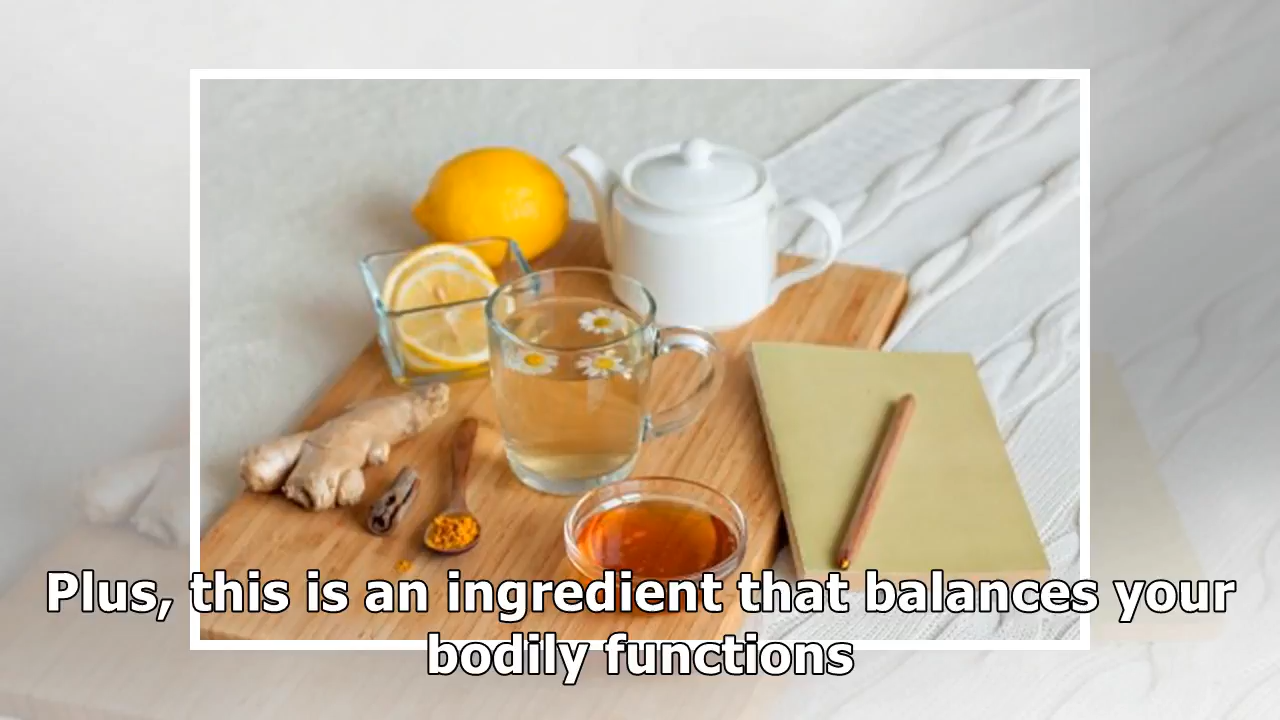 Plus, this is an ingredient that balances your
bodily functions